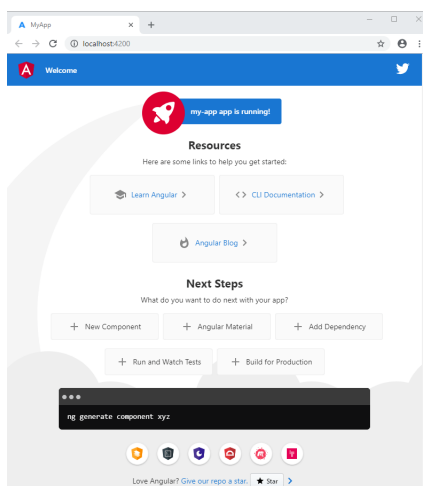 MyApp
localhost:4200
Welcome
my-app app is running!
Resources
Here are some links to help you get started:
Learn Angular
CLI Documentation
Angular Blog
Next Steps
What do you want to do next with your app?
New Component
Angular Material
Add Dependency
Run and Watch Tests
Build for Production
ng generate component xyz
Love Angular? Give our repo a star. Star